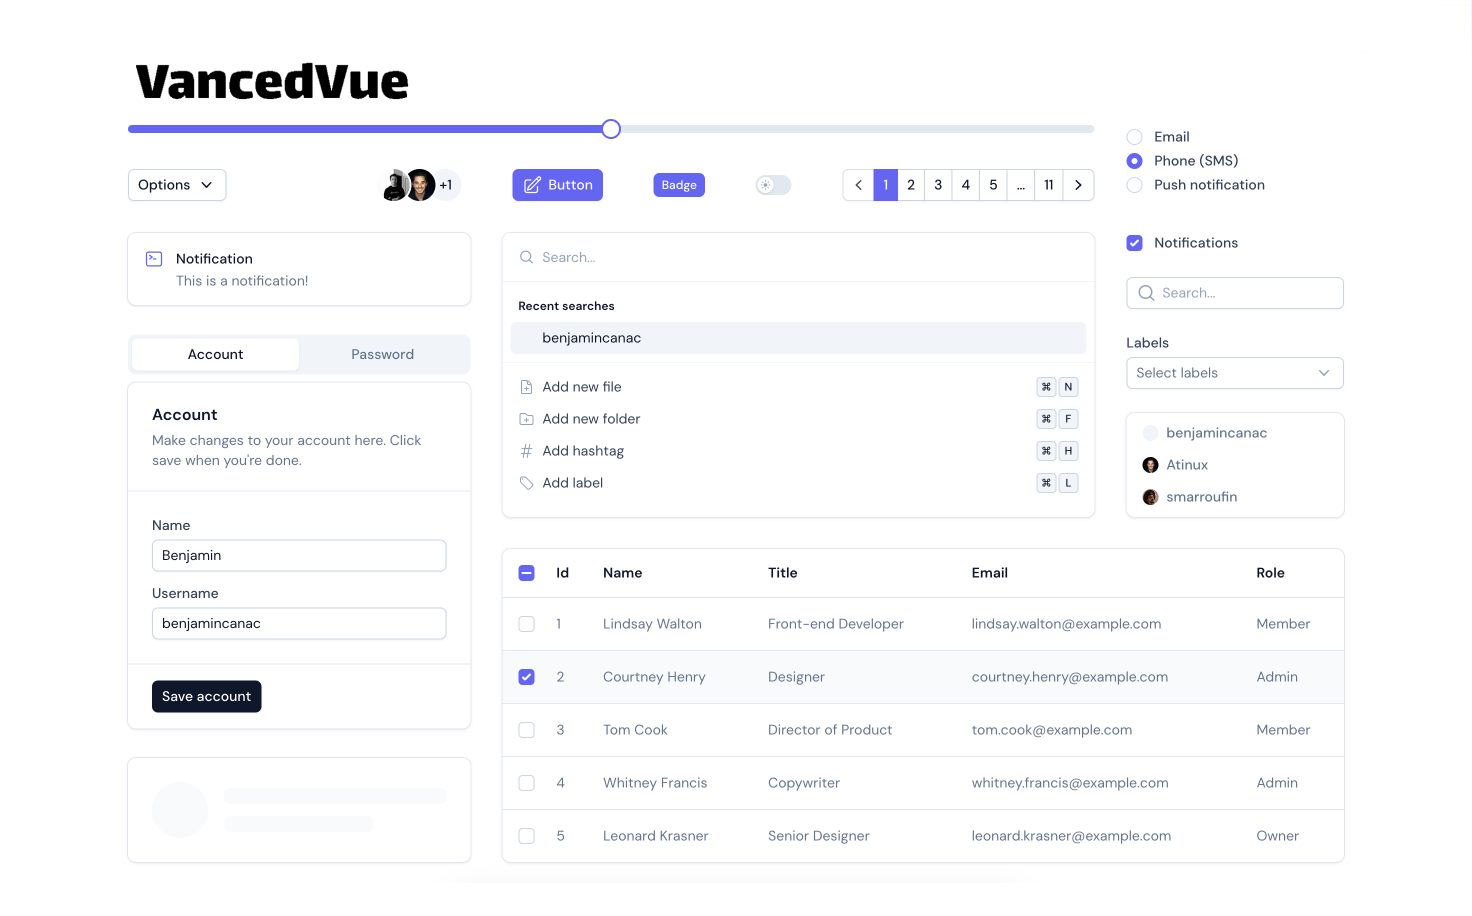 VancedVue
Options
+1
Button
Badge
1 2 3 4 5 ... 11
Email
Phone (SMS)
Push notification
Notification
This is a notification!
Account Password
Account
Make changes to your account here. Click
save when you're done.
Name
Benjamin
Username
benjamincanac
Save account
Search...
Recent searches
benjamincanac
Add new file ⌘ N
Add new folder ⌘ F
Add hashtag ⌘ H
Add label ⌘ L
Notifications
Search...
Labels
Select labels
benjamincanac
Atinux
smarroufin
Id Name Title Email Role
1 Lindsay Walton Front-end Developer lindsay.walton@example.com Member
2 Courtney Henry Designer courtney.henry@example.com Admin
3 Tom Cook Director of Product tom.cook@example.com Member
4 Whitney Francis Copywriter whitney.francis@example.com Admin
5 Leonard Krasner Senior Designer leonard.krasner@example.com Owner